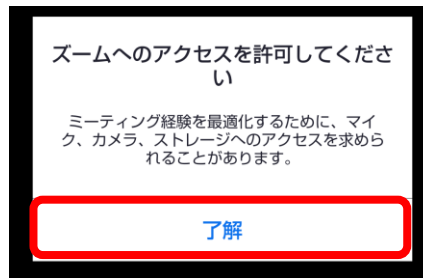 ズームへのアクセスを許可してくださ
い
ミーティング経験を最適化するために、マイ
ク、カメラ、ストレージへのアクセスを求めら
れることがあります。
了解